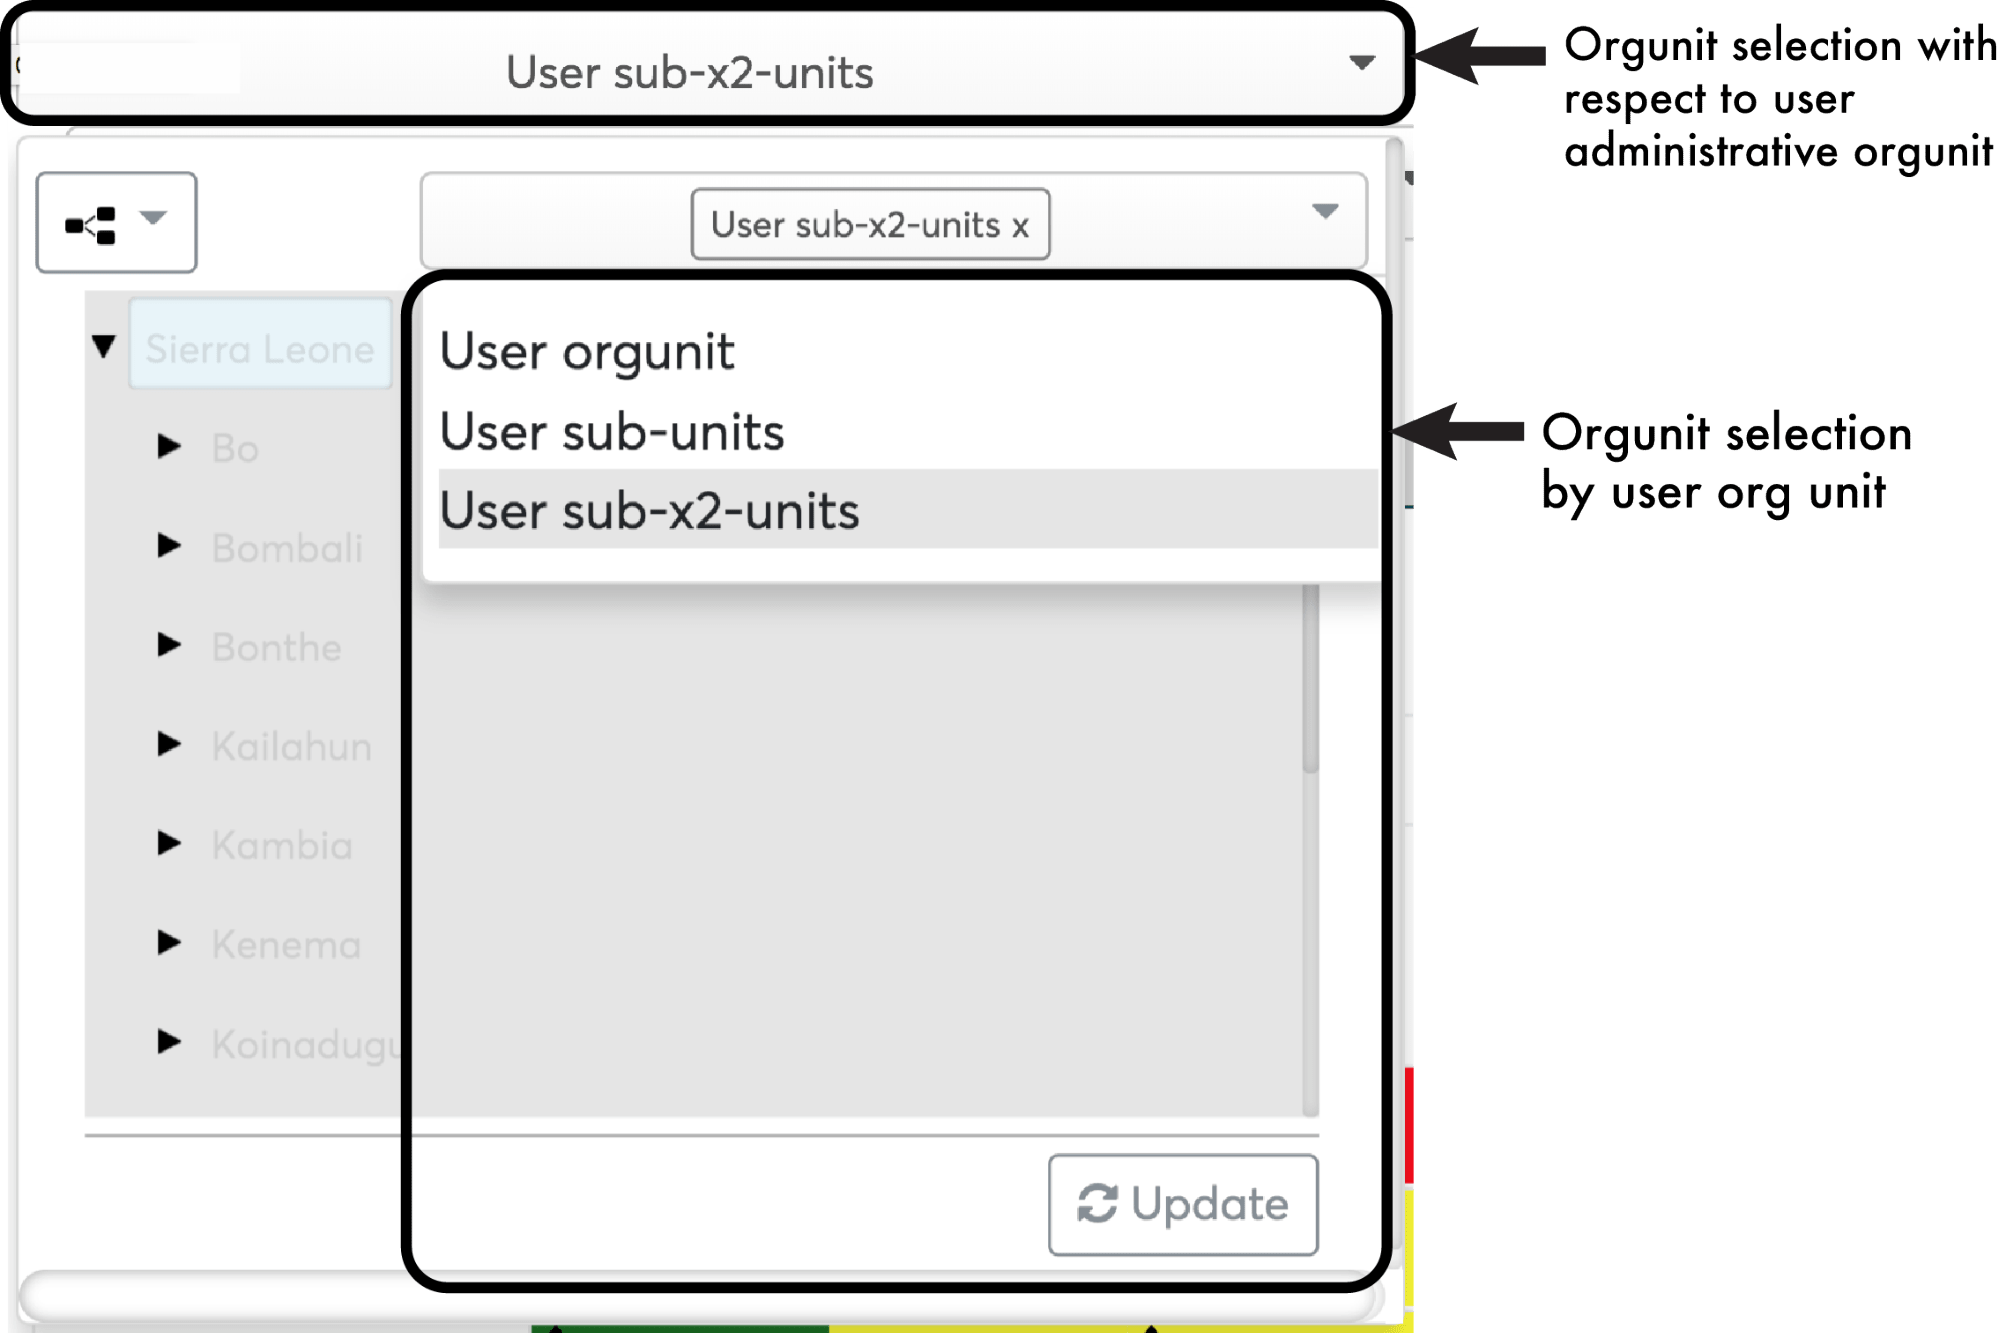 User sub-x2-units
Orgunit selection with
respect to user
administrative orgunit
User sub-x2-units x
Sierra Leone
User orgunit
User sub-units
User sub-x2-units
Orgunit selection
by user org unit
Bo
Bombali
Bonthe
Kailahun
Kambia
Kenema
Koinadugu
Update